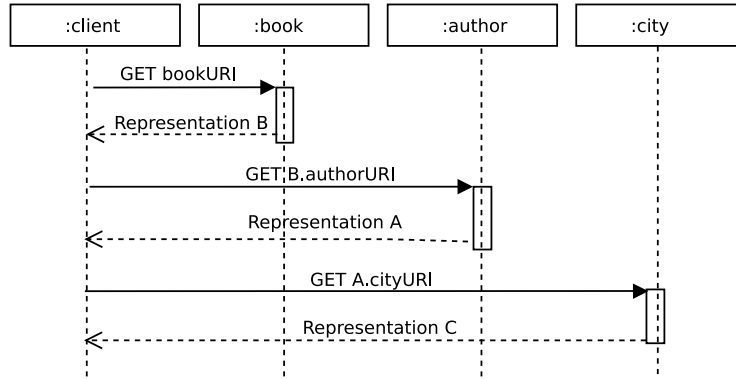 :client
:book
:author
:city
GET bookURI
Representation B
GET B.authorURI
Representation A
GET A.cityURI
Representation C